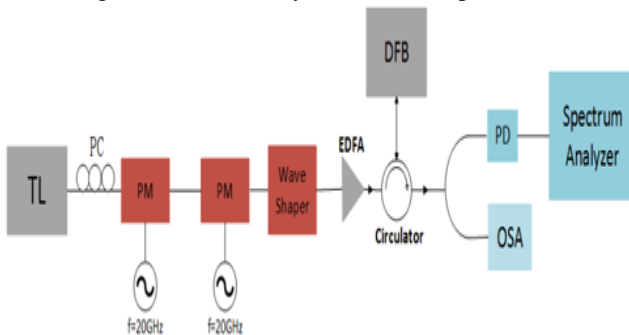 DFB
PC
EDFA
PD
Spectrum
Analyzer
TL
PM
PM
Wave
Shaper
Circulator
OSA
f=20GHz
f=20GHz